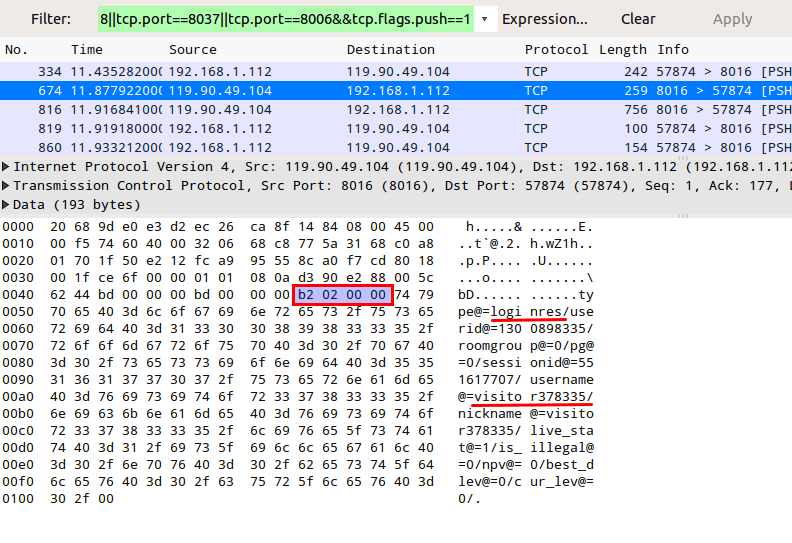 Filter: 8||tcp.port==8037||tcp.port==8006&&tcp.flags.push==1 Expression... Clear Apply
No. Time Source Destination Protocol Length Info
334 11.435282000 192.168.1.112 119.90.49.104 TCP 242 57874 > 8016 [PSH
674 11.877922000 119.90.49.104 192.168.1.112 TCP 259 8016 > 57874 [PSH
816 11.916841000 192.168.1.112 119.90.49.104 TCP 756 57874 > 8016 [PSH
819 11.919180000 192.168.1.112 119.90.49.104 TCP 100 57874 > 8016 [PSH
860 11.933212000 192.168.1.112 119.90.49.104 TCP 154 57874 > 8016 [PSH
Internet Protocol Version 4, Src: 119.90.49.104 (119.90.49.104), Dst: 192.168.1.112 (192.168.1.112
Transmission Control Protocol, Src Port: 8016 (8016), Dst Port: 57874 (57874), Seq: 1, Ack: 177, L
Data (193 bytes)
0000 20 68 9d e0 e3 d2 ec 26 ca 8f 14 84 08 00 45 00 h.....& ......E.
0010 00 f5 74 60 40 00 32 06 68 c8 77 5a 31 68 c0 a8 ..t`@.2. h.wZ1h..
0020 01 70 1f 50 e2 12 fc a9 95 55 8c a0 f7 cd 80 18 .p.P.... .U......
0030 00 1f ce 6f 00 00 01 01 08 0a d3 90 e2 88 00 5c ...o.... .......\
0040 62 44 bd 00 00 00 bd 00 00 00 b2 02 00 00 74 79 bD...... ......ty
0050 70 65 40 3d 6c 6f 67 69 6e 72 65 73 2f 75 73 65 pe@=logi nres/use
0060 72 69 64 40 3d 31 33 30 30 38 39 38 33 33 35 2f rid@=130 0898335/
0070 72 6f 6f 6d 67 72 6f 75 70 40 3d 30 2f 70 67 40 roomgrou p@=0/pg@
0080 3d 30 2f 73 65 73 73 69 6f 6e 69 64 40 3d 35 35 =0/sessi onid@=55
0090 31 36 31 37 37 30 37 2f 75 73 65 72 6e 61 6d 65 1617707/ username
00a0 40 3d 76 69 73 69 74 6f 72 33 37 38 33 33 35 2f @=visito r378335/
00b0 6e 69 63 6b 6e 61 6d 65 40 3d 76 69 73 69 74 6f nickname @=visito
00c0 72 33 37 38 33 33 35 2f 6c 69 76 65 5f 73 74 61 r378335/ live_sta
00d0 74 40 3d 31 2f 69 73 5f 69 6c 6c 65 67 61 6c 40 t@=1/is_ illegal@
00e0 3d 30 2f 6e 70 76 40 3d 30 2f 62 65 73 74 5f 64 =0/npv@= 0/best_d
00f0 6c 65 76 40 3d 30 2f 63 75 72 5f 6c 65 76 40 3d lev@=0/c ur_lev@=
0100 30 2f 00 0/.